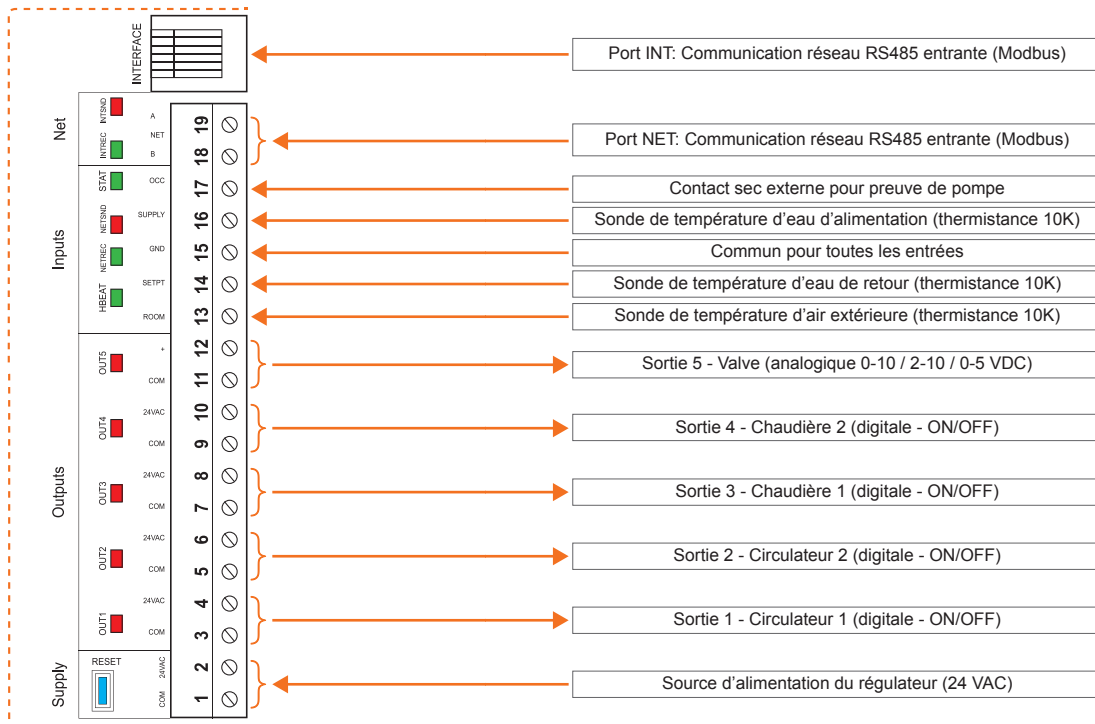 INTERFACE
Port INT: Communication réseau RS485 entrante (Modbus)
Net
INTSND
INTREC
A
NET
B
19
18
Port NET: Communication réseau RS485 entrante (Modbus)
Inputs
STAT
OCC
17
Contact sec externe pour preuve de pompe
NETSND
SUPPLY
16
Sonde de température d'eau d'alimentation (thermistance 10K)
NETREC
GND
15
Commun pour toutes les entrées
HBEAT
SETPT
14
Sonde de température d'eau de retour (thermistance 10K)
ROOM
13
Sonde de température d'air extérieure (thermistance 10K)
Outputs
OUT5
+
12
COM
11
Sortie 5 - Valve (analogique 0-10 / 2-10 / 0-5 VDC)
OUT4
24VAC
10
COM
9
Sortie 4 - Chaudière 2 (digitale - ON/OFF)
OUT3
24VAC
8
COM
7
Sortie 3 - Chaudière 1 (digitale - ON/OFF)
OUT2
24VAC
6
COM
5
Sortie 2 - Circulateur 2 (digitale - ON/OFF)
OUT1
24VAC
4
COM
3
Sortie 1 - Circulateur 1 (digitale - ON/OFF)
Supply
RESET
24VAC
2
COM
1
Source d'alimentation du régulateur (24 VAC)